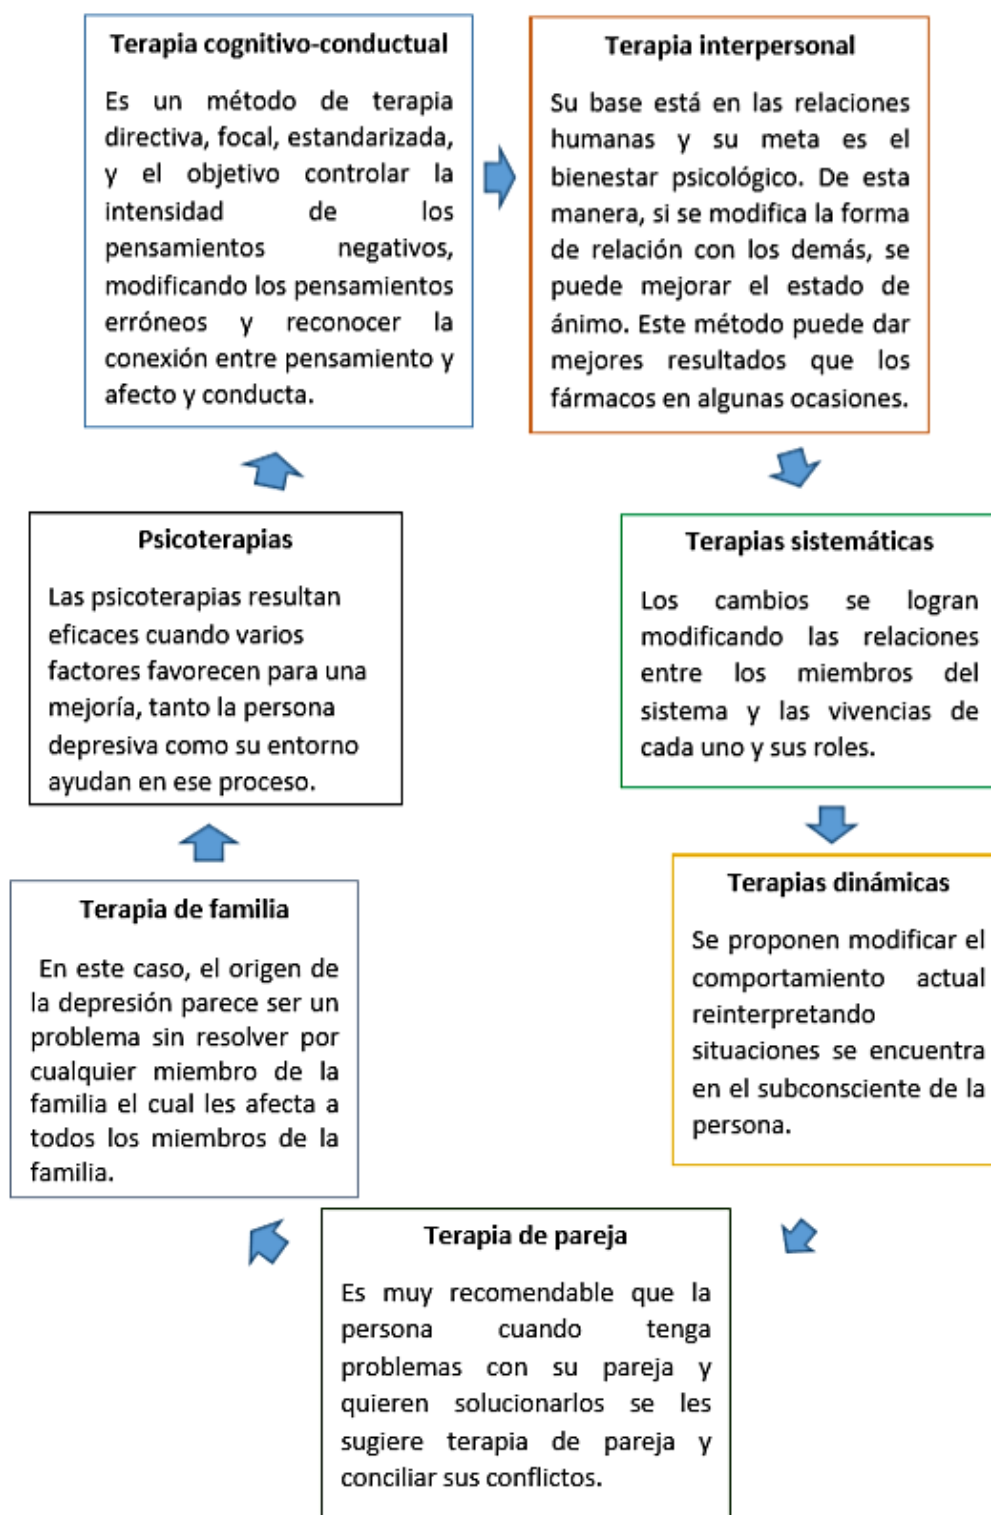 Terapia cognitivo-conductual
Es un método de terapia
directiva, focal, estandarizada,
y el objetivo controlar la
intensidad de los
pensamientos negativos,
modificando los pensamientos
erróneos y reconocer la
conexión entre pensamiento y
afecto y conducta.
Terapia interpersonal
Su base está en las relaciones
humanas y su meta es el
bienestar psicológico. De esta
manera, si se modifica la forma
de relación con los demás, se
puede mejorar el estado de
ánimo. Este método puede dar
mejores resultados que los
fármacos en algunas ocasiones.
Terapias sistemáticas
Los cambios se logran
modificando las relaciones
entre los miembros del
sistema y las vivencias de
cada uno y sus roles.
Terapias dinámicas
Se proponen modificar el
comportamiento actual
reinterpretando
situaciones se encuentra
en el subconsciente de la
persona.
Terapia de pareja
Es muy recomendable que la
persona cuando tenga
problemas con su pareja y
quieren solucionarlos se les
sugiere terapia de pareja y
conciliar sus conflictos.
Terapia de familia
En este caso, el origen de
la depresión parece ser un
problema sin resolver por
cualquier miembro de la
familia el cual les afecta a
todos los miembros de la
familia.
Psicoterapias
Las psicoterapias resultan
eficaces cuando varios
factores favorecen para una
mejoría, tanto la persona
depresiva como su entorno
ayudan en ese proceso.